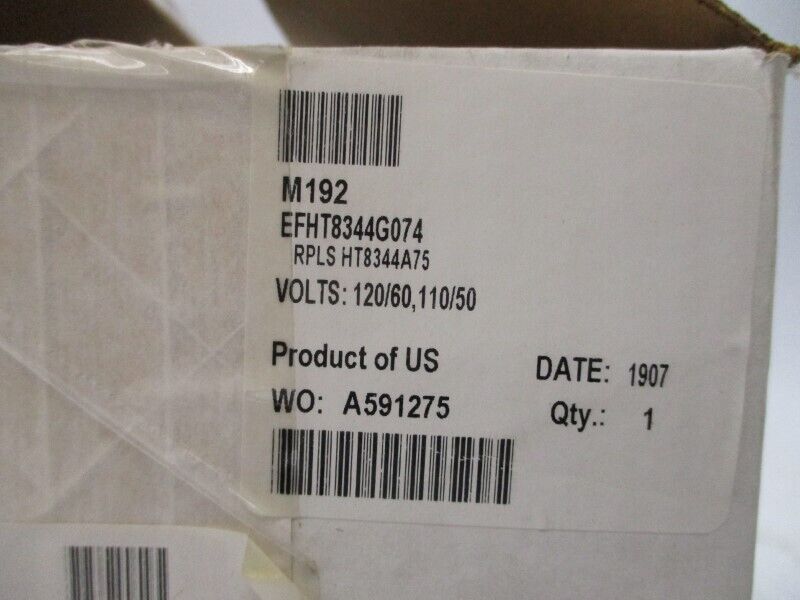 M192
EFHT8344G074
RPLS HT8344A75
VOLTS: 120/60,110/50
Product of US
DATE: 1907
WO: A591275
Qty.: 1